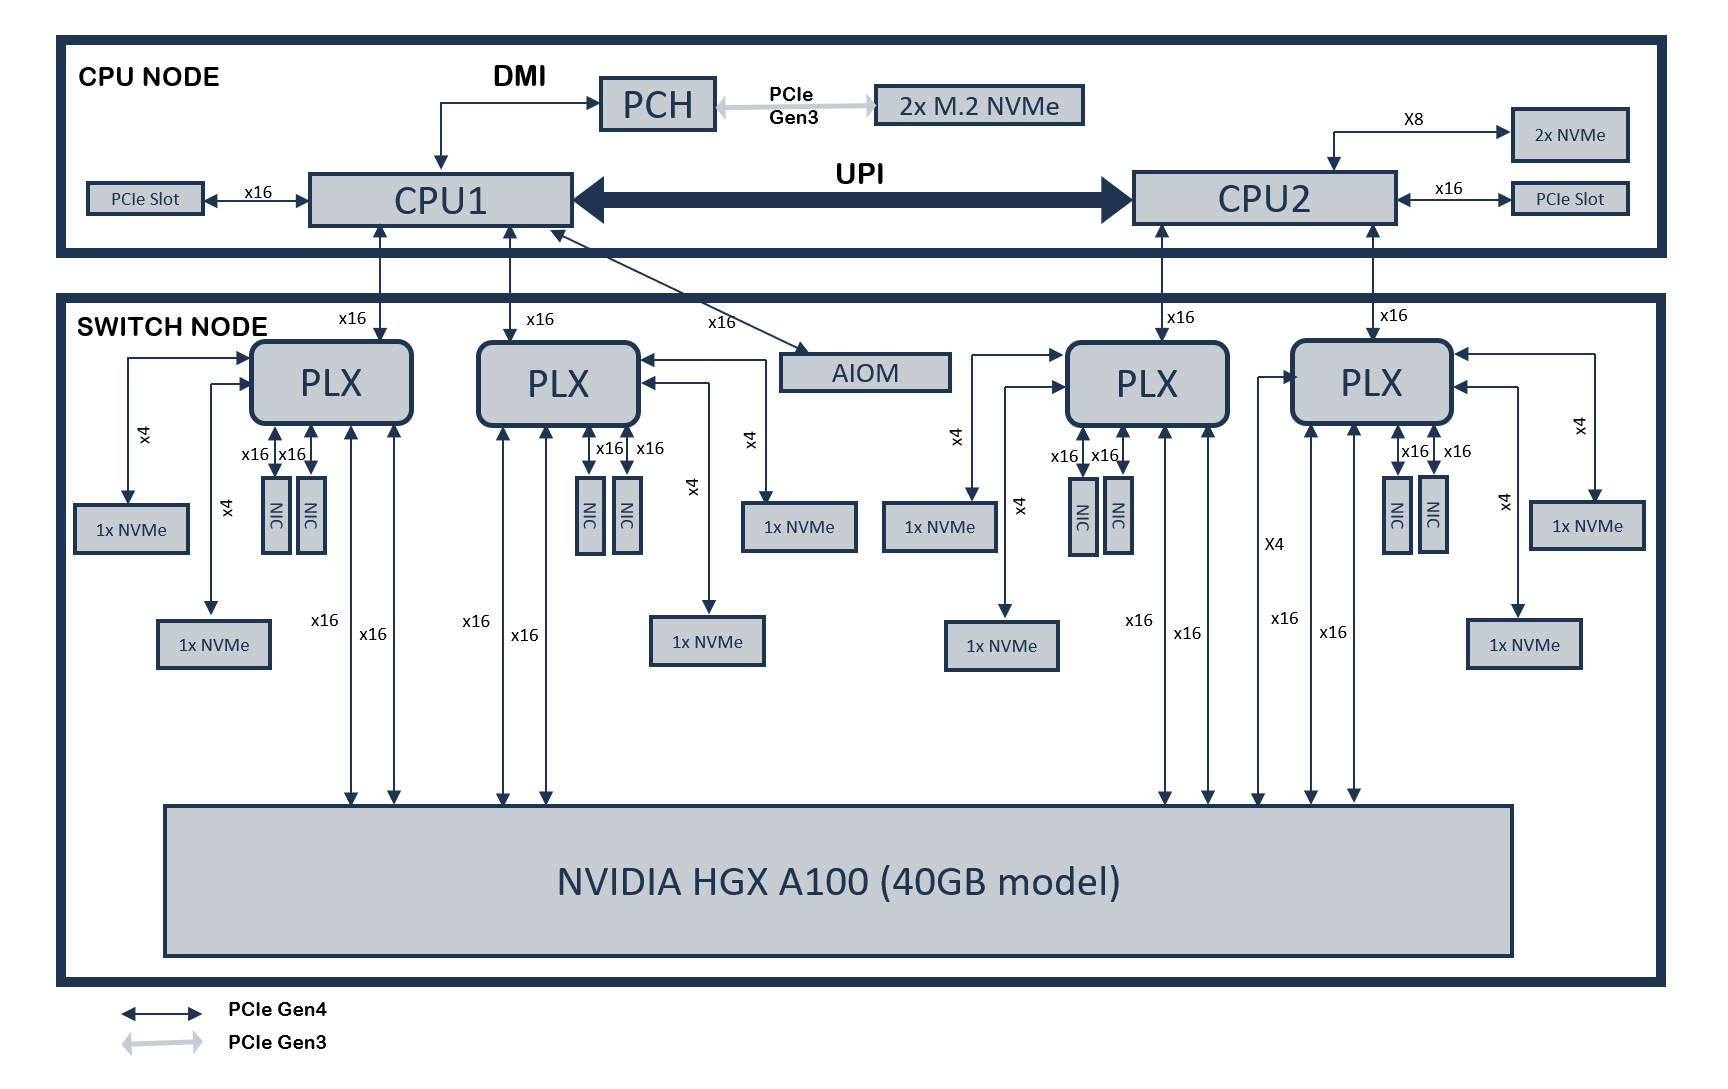 CPU NODE
DMI
PCH
PCIe
Gen3
2x M.2 NVMe
X8
2x NVMe
UPI
PCIe Slot
x16
CPU1
CPU2
x16
PCIe Slot
SWITCH NODE
x16
x16
x16
x16
x16
PLX
PLX
AIOM
PLX
PLX
x4
x4
x4
x4
x16
x16
x16
x16
x16
x16
x16
x16
x4
x4
x4
x4
NIC
NIC
NIC
NIC
NIC
NIC
NIC
NIC
1x NVMe
1x NVMe
1x NVMe
1x NVMe
X4
x16
x16
x16
x16
x16
x16
x16
x16
1x NVMe
1x NVMe
1x NVMe
1x NVMe
NVIDIA HGX A100 (40GB model)
PCIe Gen4
PCIe Gen3